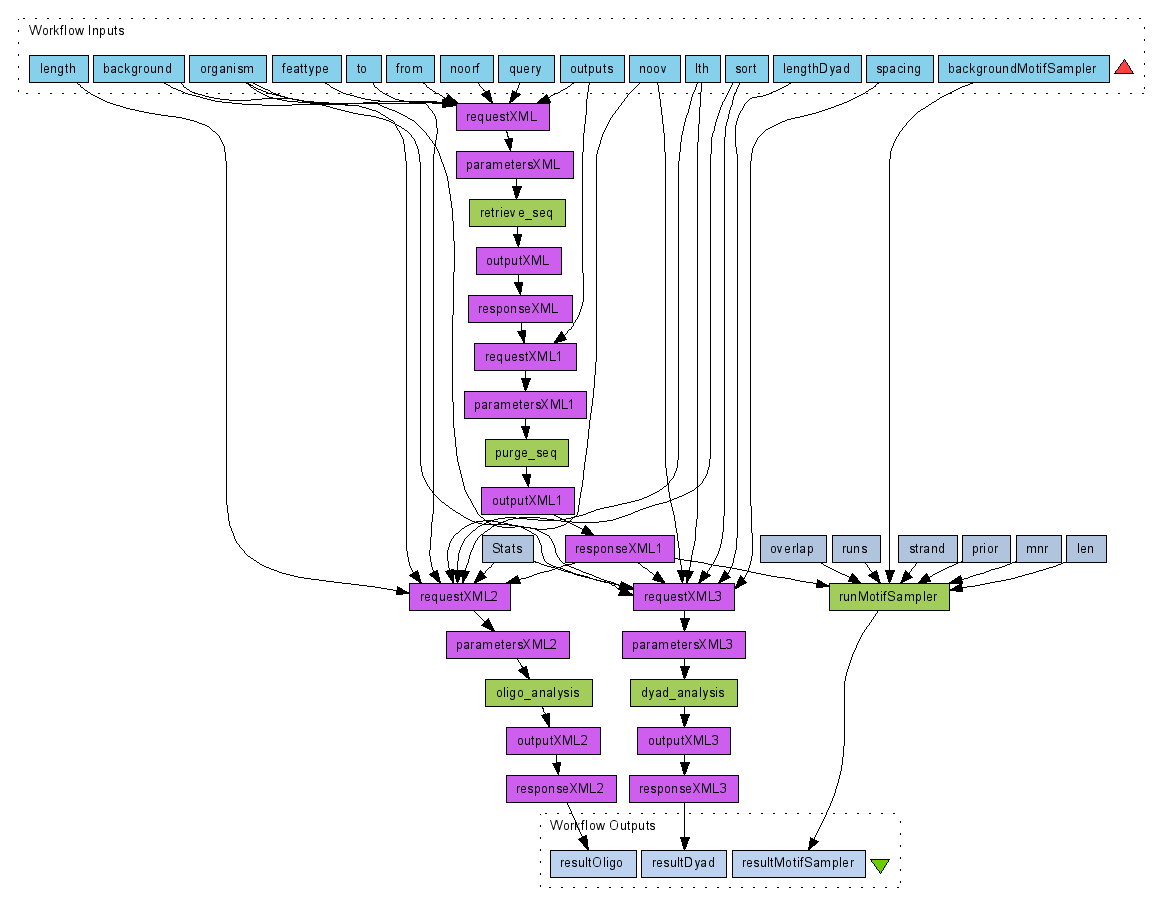 Workflow Inputs
length background organism feattype to from noorf query outputs noov lth sort lengthDyad spacing backgroundMotifSampler
requestXML
parametersXML
retrieve_seq
outputXML
responseXML
requestXML1
parametersXML1
purge_seq
outputXML1
Stats responseXML1 overlap runs strand prior mnr len
requestXML2 requestXML3 runMotifSampler
parametersXML2 parametersXML3
oligo_analysis dyad_analysis
outputXML2 outputXML3
responseXML2 responseXML3
Workflow Outputs
resultOligo resultDyad resultMotifSampler